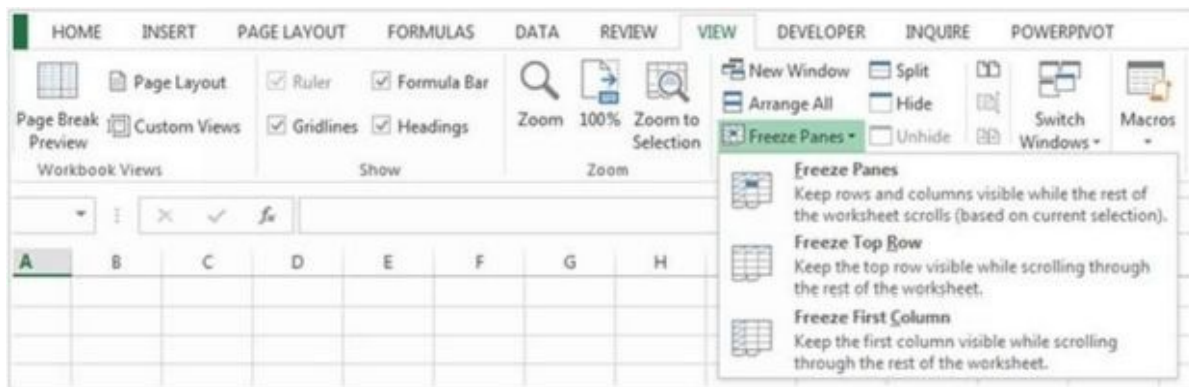 HOME INSERT PAGE LAYOUT FORMULAS DATA REVIEW VIEW DEVELOPER INQUIRE POWERPIVOT
Page Break Preview
Page Layout
Custom Views
Workbook Views
Ruler
Formula Bar
Gridlines
Headings
Show
Zoom
100%
Zoom to
Selection
Zoom
New Window
Arrange All
Freeze Panes
Split
Hide
Unhide
Switch
Windows
Macros
Freeze Panes
Keep rows and columns visible while the rest of
the worksheet scrolls (based on current selection).
Freeze Top Row
Keep the top row visible while scrolling through
the rest of the worksheet.
Freeze First Column
Keep the first column visible while scrolling
through the rest of the worksheet.
fx
A B C D E F G H